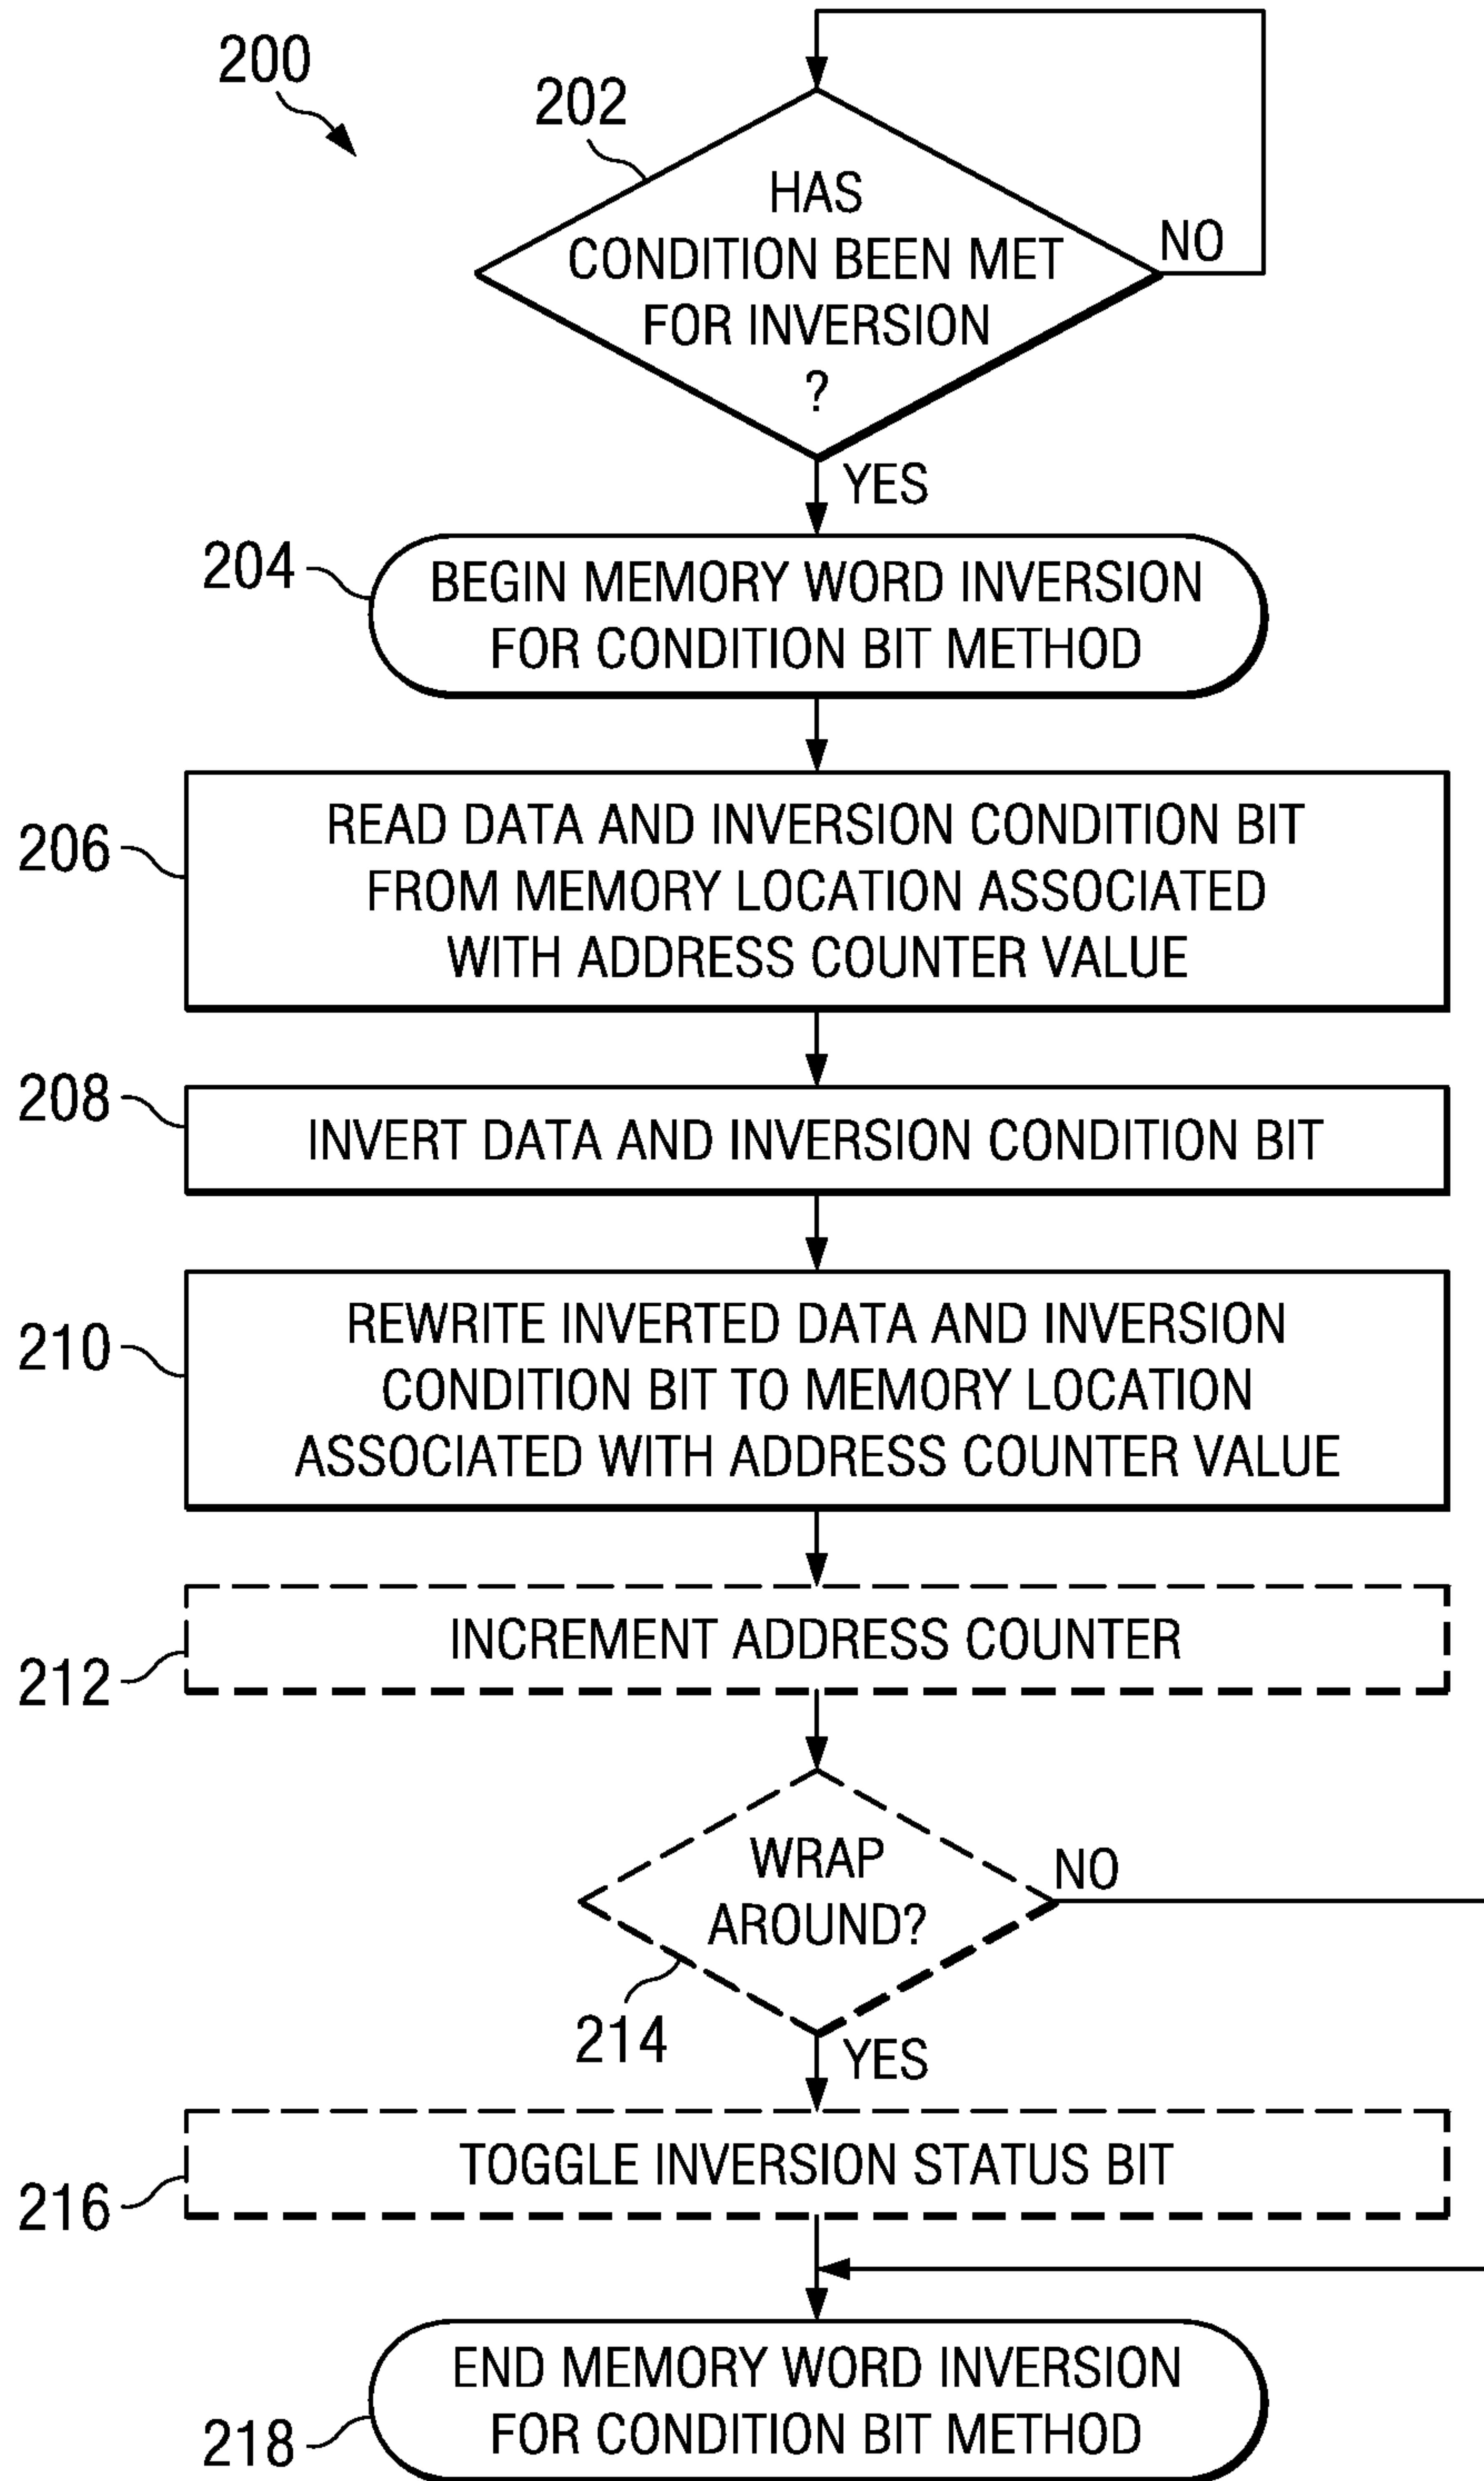 200
202
HAS
CONDITION BEEN MET
FOR INVERSION
?
NO
YES
204
BEGIN MEMORY WORD INVERSION
FOR CONDITION BIT METHOD
206
READ DATA AND INVERSION CONDITION BIT
FROM MEMORY LOCATION ASSOCIATED
WITH ADDRESS COUNTER VALUE
208
INVERT DATA AND INVERSION CONDITION BIT
210
REWRITE INVERTED DATA AND INVERSION
CONDITION BIT TO MEMORY LOCATION
ASSOCIATED WITH ADDRESS COUNTER VALUE
212
INCREMENT ADDRESS COUNTER
WRAP
AROUND?
NO
214
YES
216
TOGGLE INVERSION STATUS BIT
218
END MEMORY WORD INVERSION
FOR CONDITION BIT METHOD